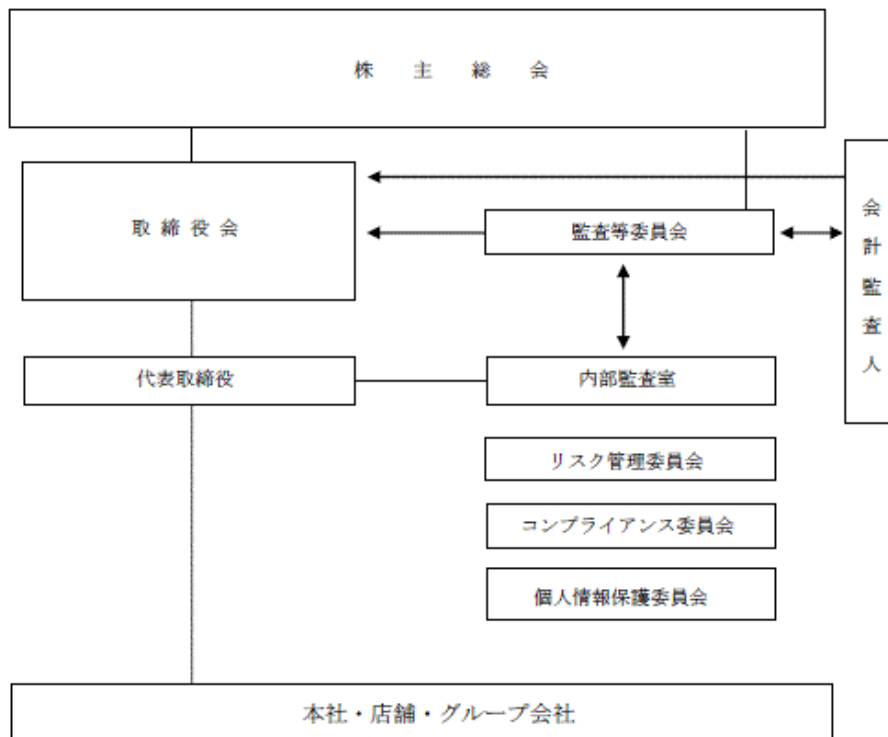 株主総会
取締役会
監査等委員会
会計監査人
代表取締役
内部監査室
リスク管理委員会
コンプライアンス委員会
個人情報保護委員会
本社・店舗・グループ会社